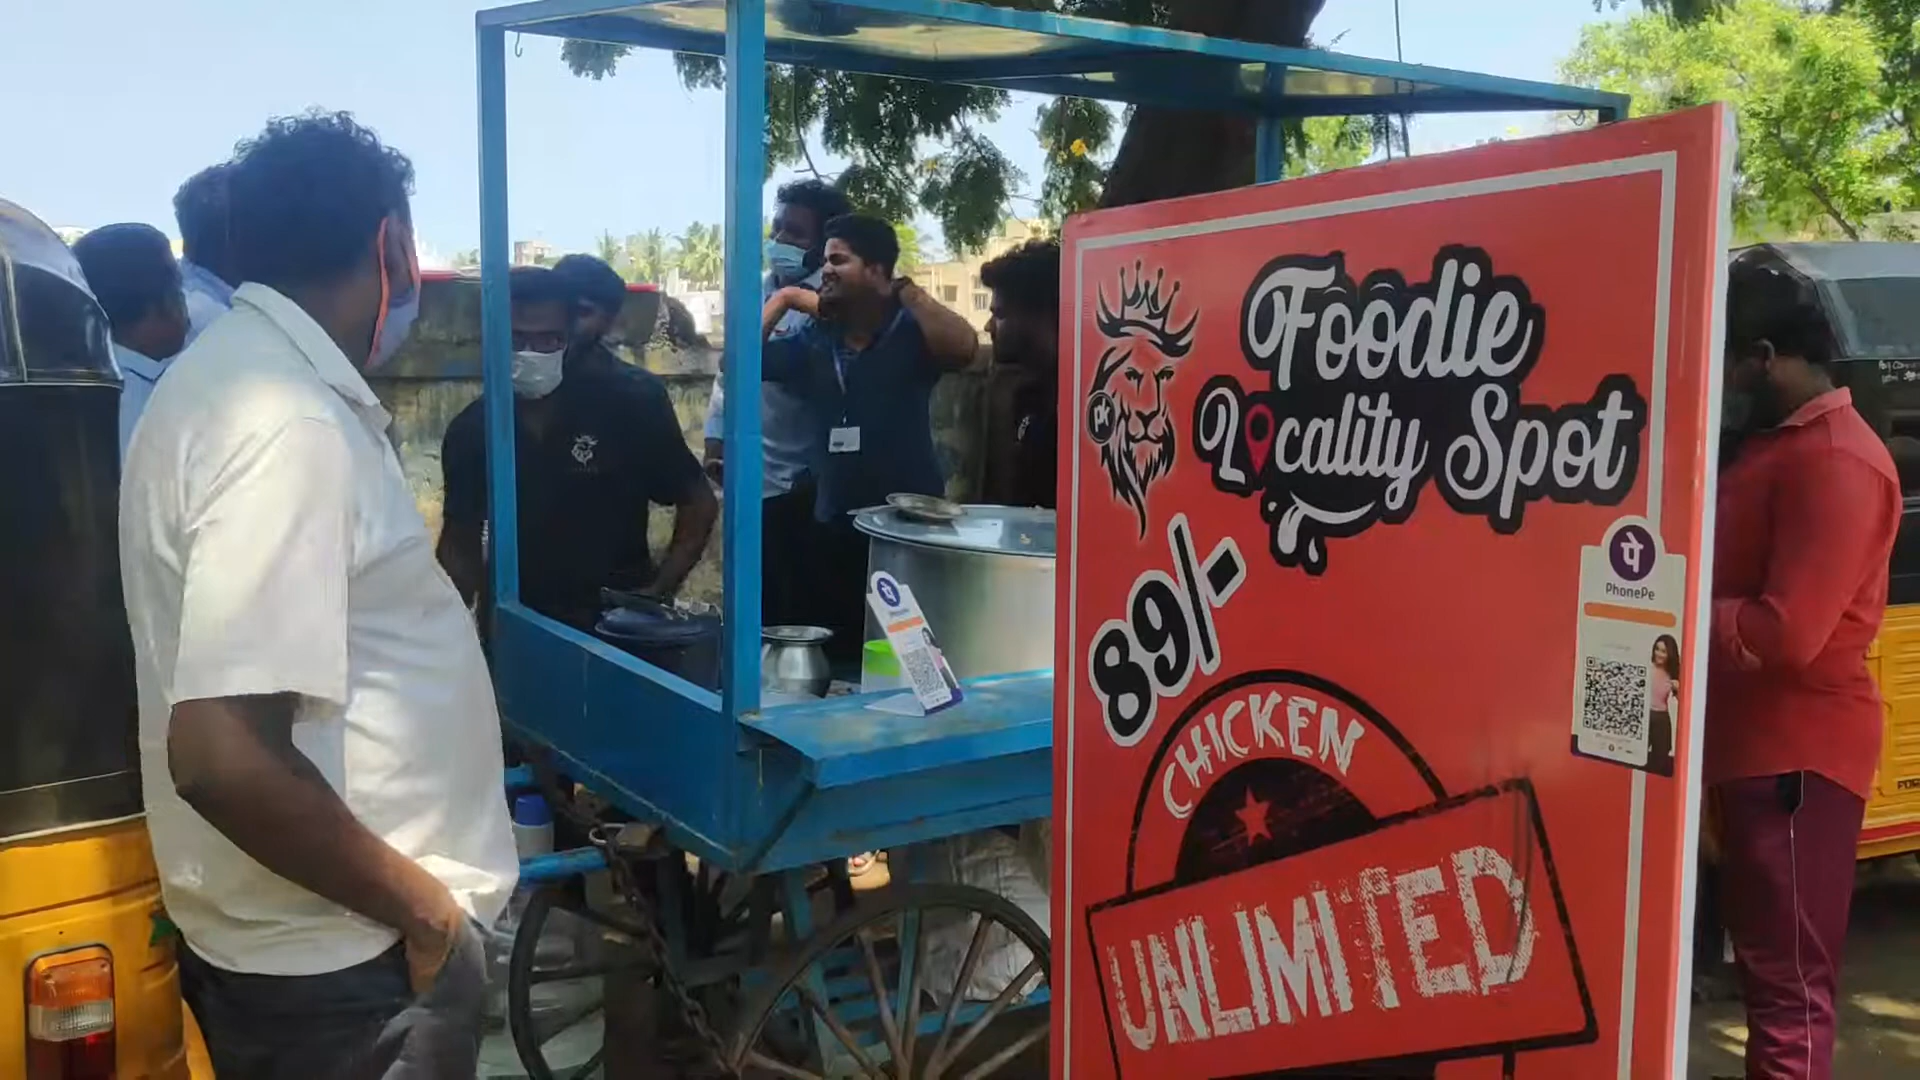 Foodie
Locality Spot
pk
89/-
CHICKEN
UNLIMITED
पे
PhonePe
पे